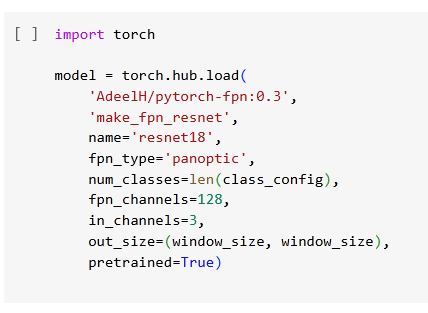 [ ] import torch
model = torch.hub.load(
'AdeelH/pytorch-fpn:0.3',
'make_fpn_resnet',
name='resnet18',
fpn_type='panoptic',
num_classes=len(class_config),
fpn_channels=128,
in_channels=3,
out_size=(window_size, window_size),
pretrained=True)